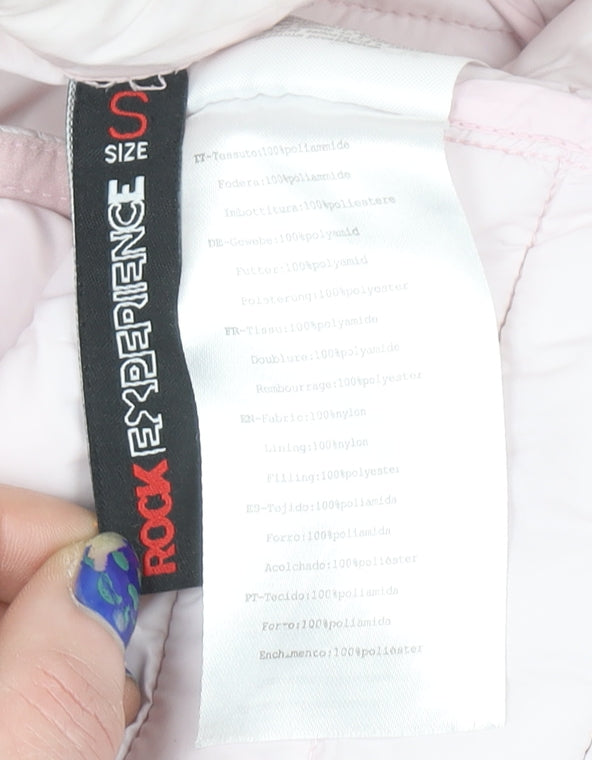 S
SIZE
ROCK EXPERIENCE
IT-Tessuto:100%poliammide
Fodera:100%poliammide
Imbottitura:100%poliestere
DE-Gewebe:100%polyamid
Futter:100%polyamid
Polsterung:100%polyester
FR-Tissu:100%polyamide
Doublure:100%polyamide
Rembourrage:100%polyester
EN-Fabric:100%nylon
Lining:100%nylon
Filling:100%polyester
ES-Tejido:100%poliamida
Forro:100%poliamida
Acolchado:100%poliéster
PT-Tecido:100%poliamida
Forro:100%poliamida
Enchimento:100%poliéster